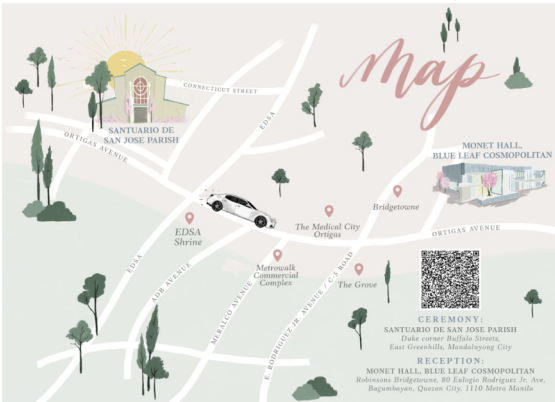 map
CONNECTICUT STREET
EDSA
SANTUARIO DE
SAN JOSE PARISH
ORTIGAS AVENUE
MONET HALL,
BLUE LEAF COSMOPOLITAN
Bridgetowne
The Medical City
Ortigas
EDSA
Shrine
ORTIGAS AVENUE
Metrowalk
Commercial
Complex
The Grove
EDSA
ADB AVENUE
MERALCO AVENUE
E. RODRIGUEZ JR. AVENUE / C-5 ROAD
CEREMONY:
SANTUARIO DE SAN JOSE PARISH
Duke corner Buffalo Streets,
East Greenhills, Mandaluyong City
RECEPTION:
MONET HALL, BLUE LEAF COSMOPOLITAN
Robinsons Bridgetowne, 80 Eulogio Rodriguez Jr. Ave,
Bagumbayan, Quezon City, 1110 Metro Manila